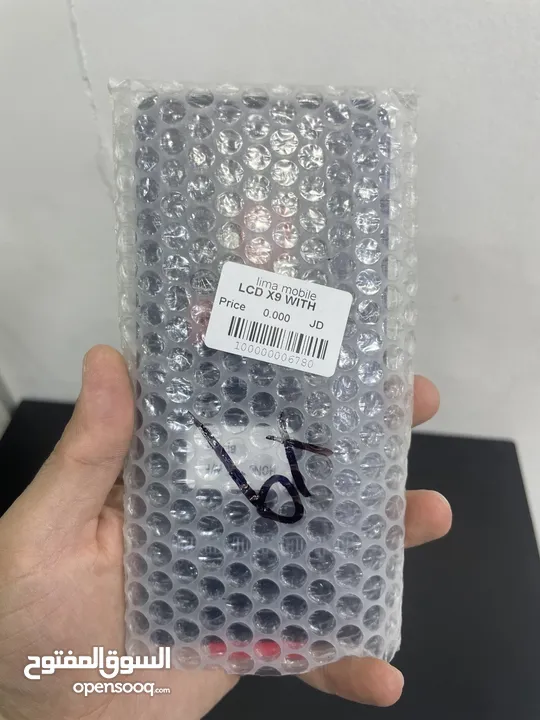 lima mobile
LCD X9 WITH
Price 0.000 JD
100000006780
السوق المفتوح
opensooq.com